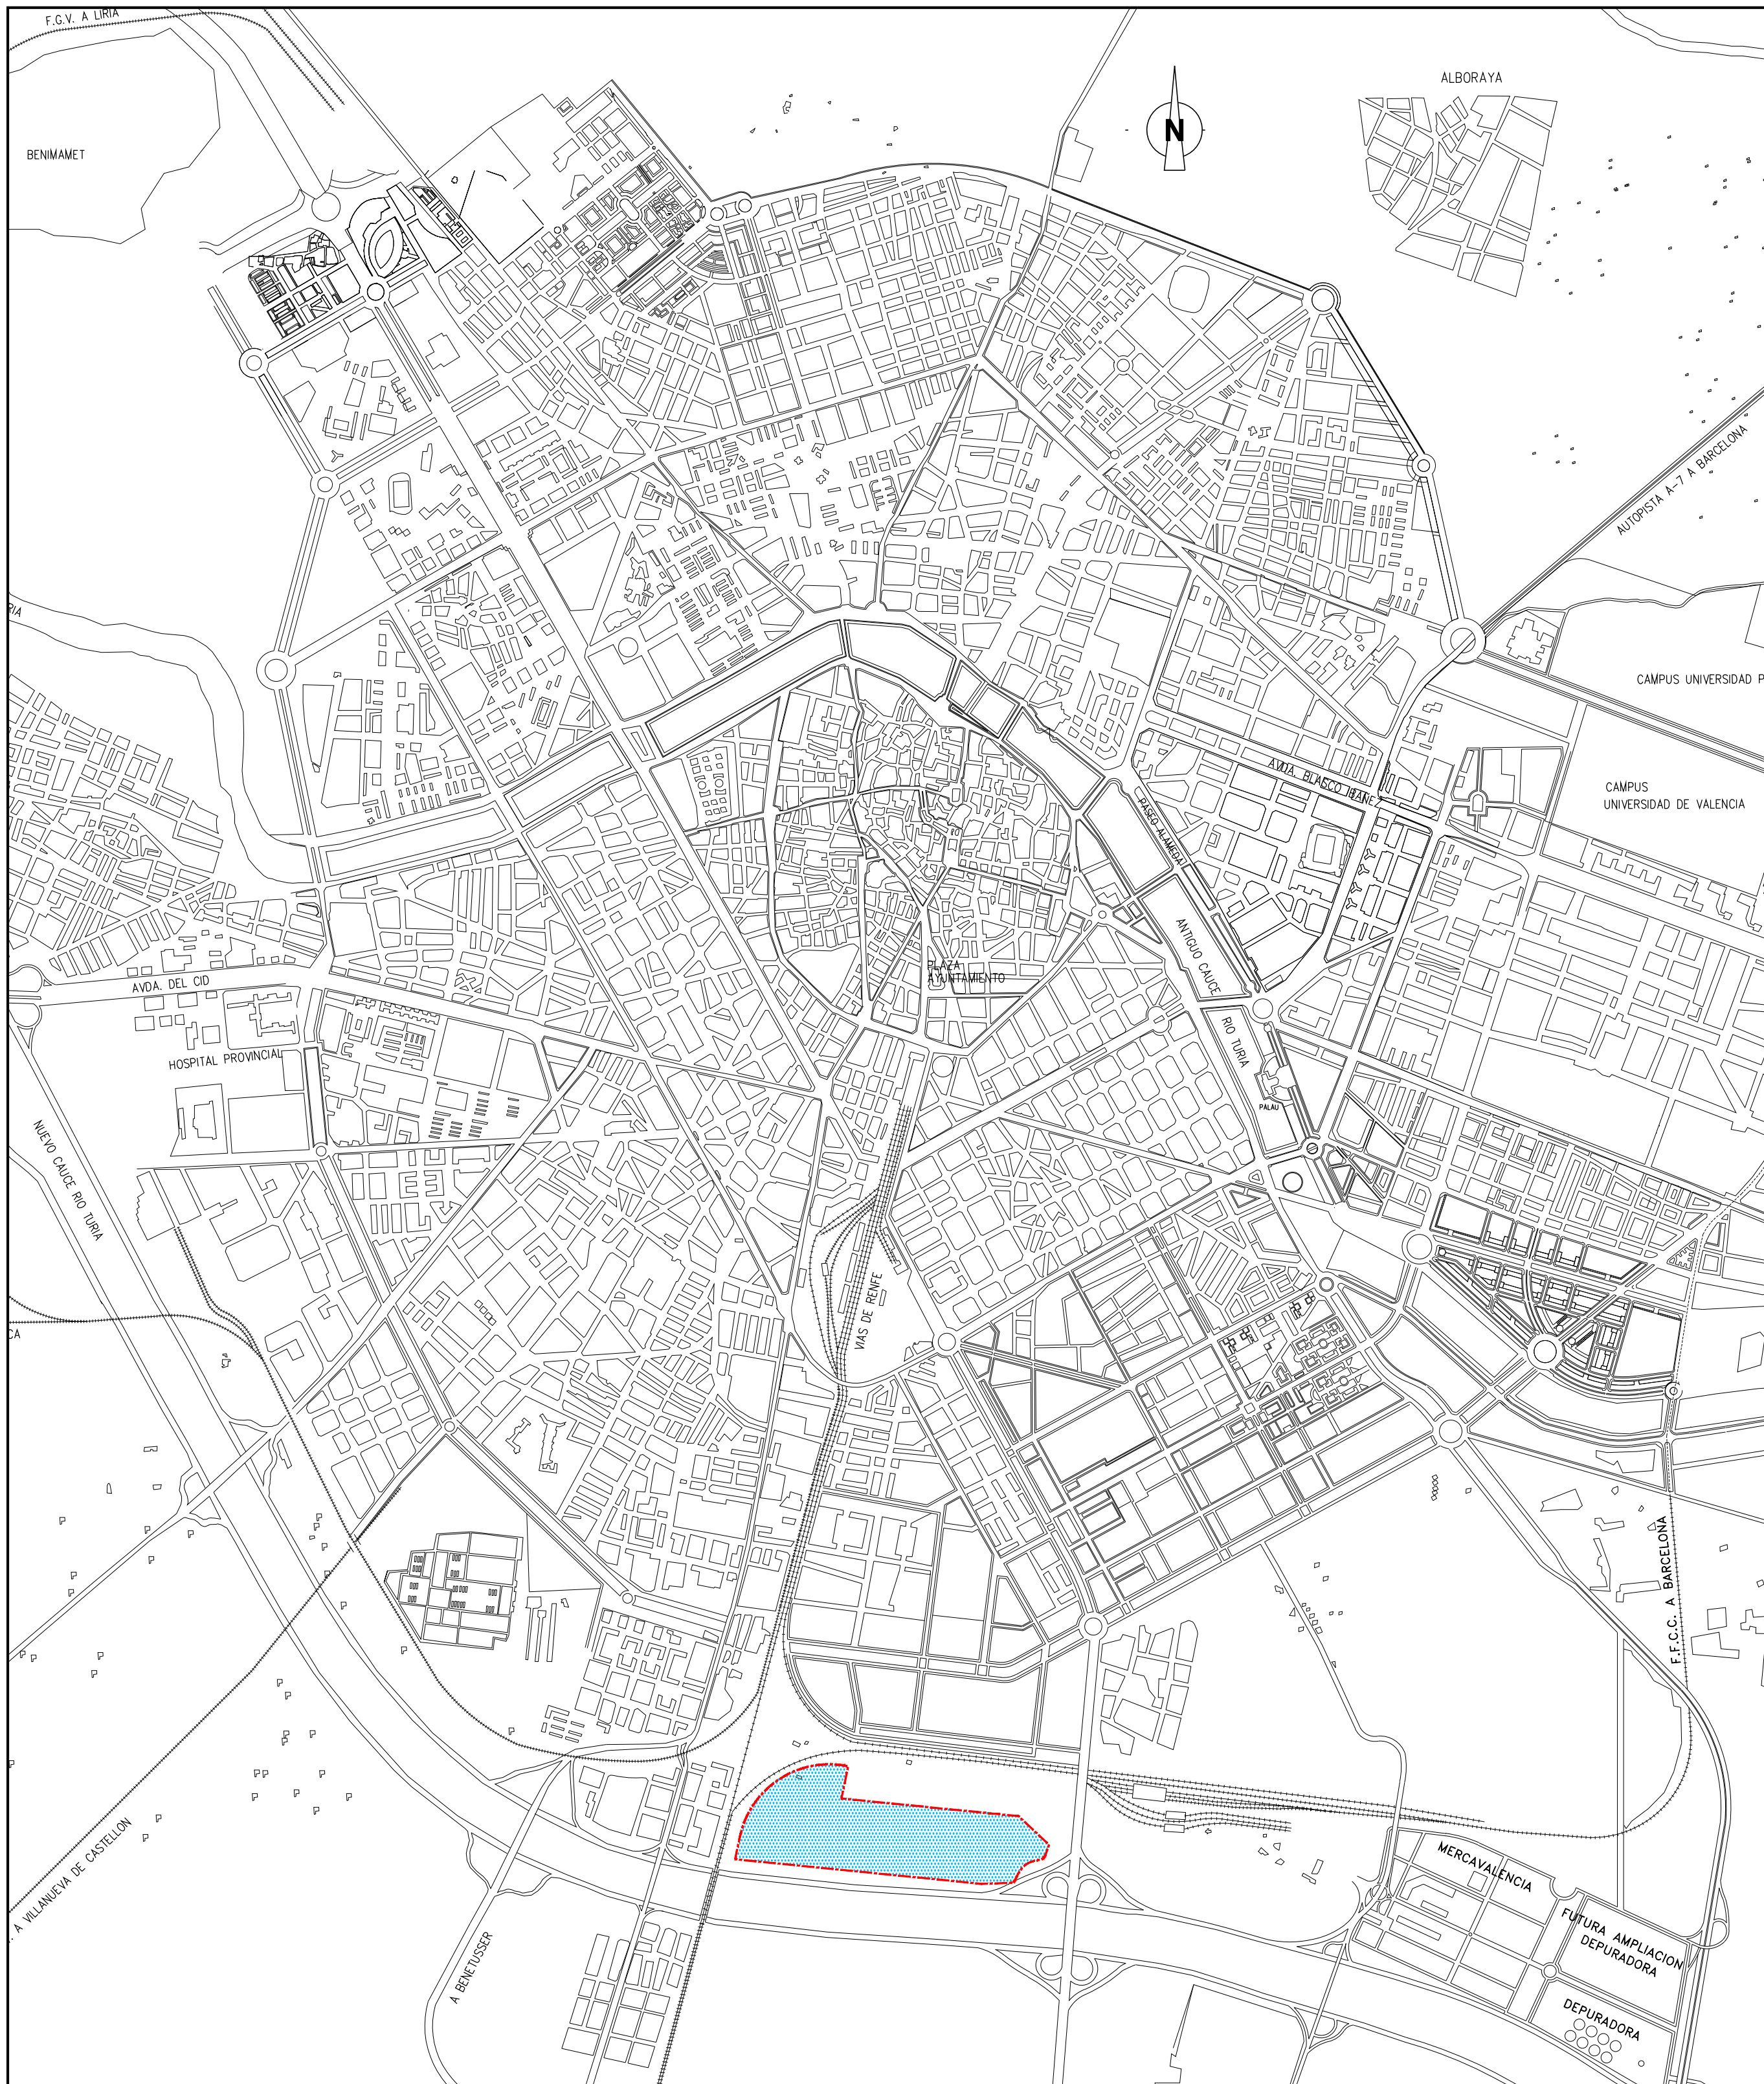 F.G.V. A LIRIA
ALBORAYA
N
BENIMAMET
AUTOPISTA A-7 A BARCELONA
RIA
CAMPUS UNIVERSIDAD P
AVDA. BLASCO IBAÑEZ
CAMPUS
UNIVERSIDAD DE VALENCIA
PASEO ALAMEDA
ANTIGUO CAUCE
PLAZA
AYUNTAMIENTO
AVDA. DEL CID
RIO TURIA
HOSPITAL PROVINCIAL
PALAU
NUEVO CAUCE RIO TURIA
VIAS DE RENFE
CA
F.F.C.C. A BARCELONA
A VILLANUEVA DE CASTELLON
MERCAVALENCIA
FUTURA AMPLIACION
DEPURADORA
A BENETUSSER
DEPURADORA